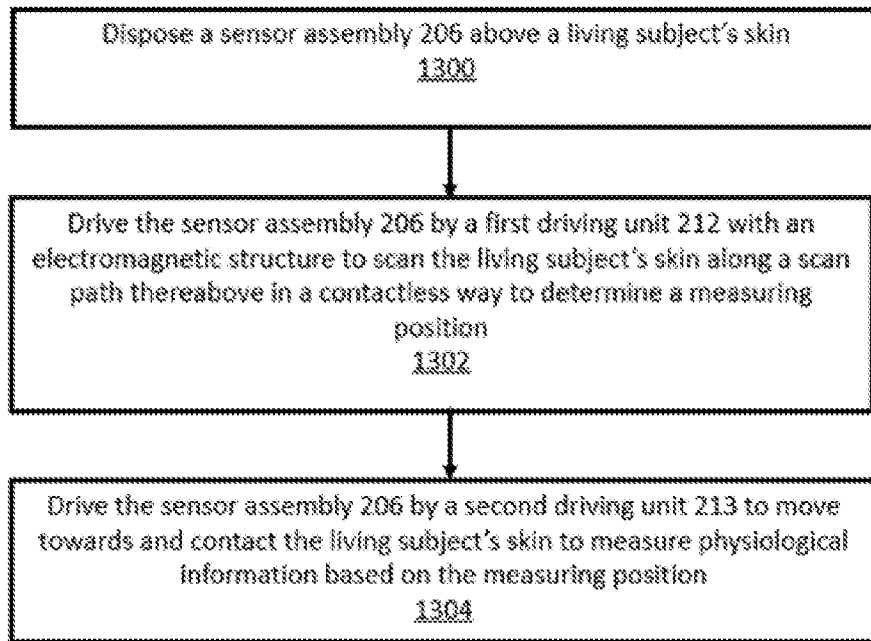 Dispose a sensor assembly 206 above a living subject's skin
1300
Drive the sensor assembly 206 by a first driving unit 212 with an
electromagnetic structure to scan the living subject's skin along a scan
path thereabove in a contactless way to determine a measuring
position
1302
Drive the sensor assembly 206 by a second driving unit 213 to move
towards and contact the living subject's skin to measure physiological
information based on the measuring position
1304